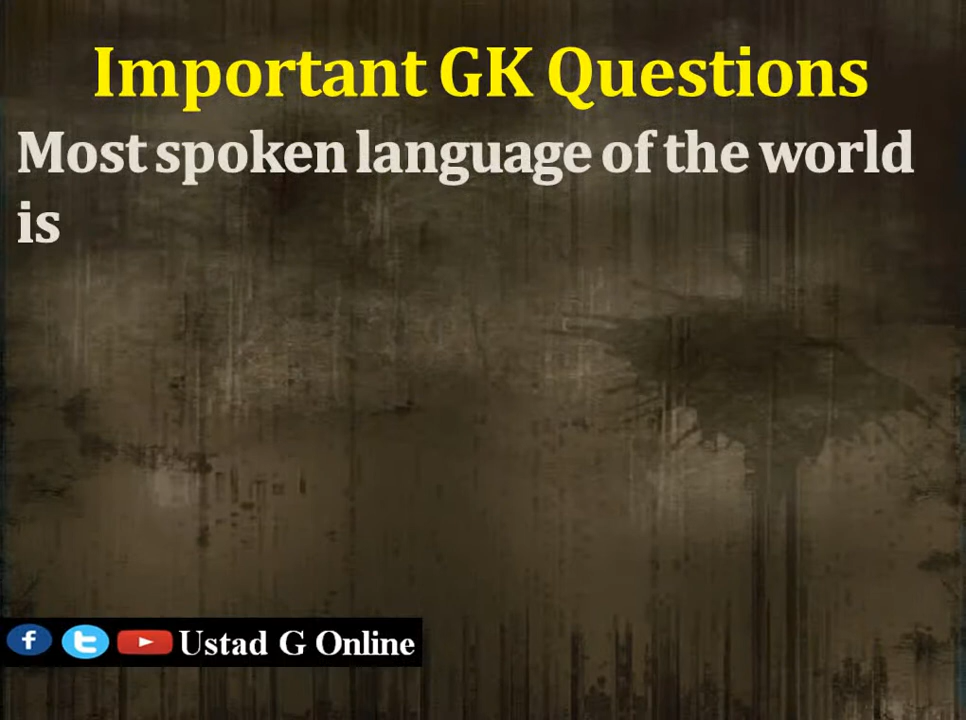 Important GK Questions
Most spoken language of the world
is
Ustad G Online